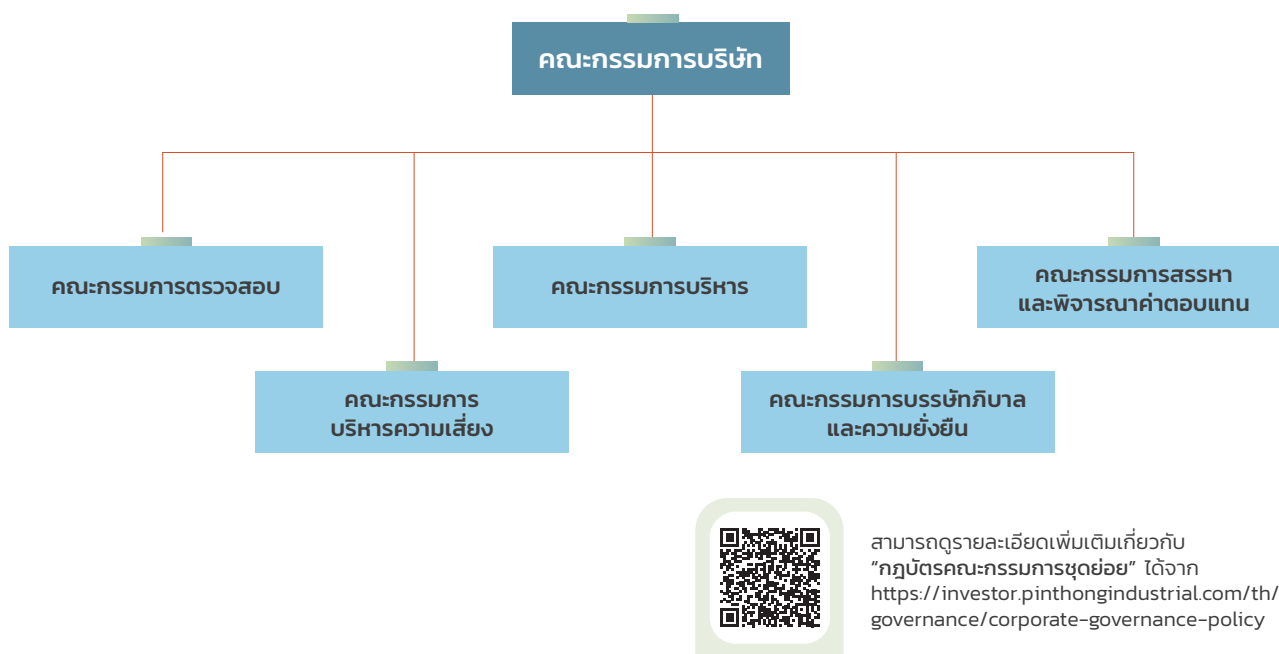 คณะกรรมการบริษัท
คณะกรรมการตรวจสอบ
คณะกรรมการบริหาร
คณะกรรมการสรรหา
และพิจารณาค่าตอบแทน
คณะกรรมการ
บริหารความเสี่ยง
คณะกรรมการบรรษัทภิบาล
และความยั่งยืน
สามารถดูรายละเอียดเพิ่มเติมเกี่ยวกับ
“กฎบัตรคณะกรรมการชุดย่อย” ได้จาก
https://investor.pinthongindustrial.com/th/
governance/corporate-governance-policy